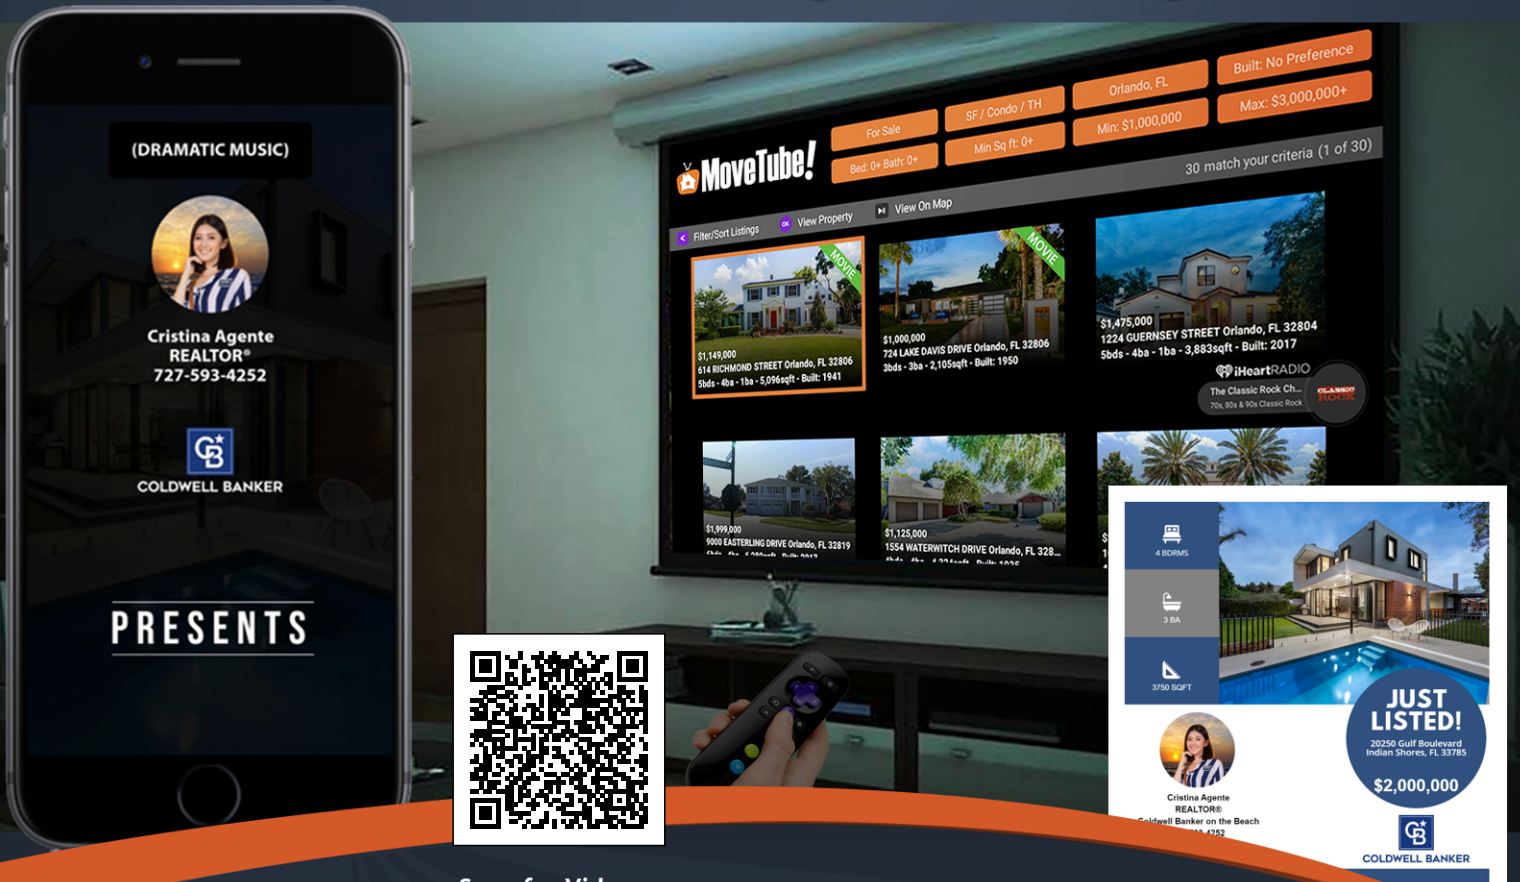 (DRAMATIC MUSIC)
Cristina Agente
REALTOR®
727-593-4252
CB
COLDWELL BANKER
PRESENTS
MoveTube!
For Sale
SF / Condo / TH
Orlando, FL
Built: No Preference
Bed: 0+ Bath: 0+
Min Sq ft: 0+
Min: $1,000,000
Max: $3,000,000+
Filter/Sort Listings
OK View Property
View On Map
30 match your criteria (1 of 30)
MOVIE
$1,149,000
614 RICHMOND STREET Orlando, FL 32806
5bds - 4ba - 1ba - 5,096sqft - Built: 1941
MOVIE
$1,000,000
724 LAKE DAVIS DRIVE Orlando, FL 32806
3bds - 3ba - 2,105sqft - Built: 1950
$1,475,000
1224 GUERNSEY STREET Orlando, FL 32804
5bds - 4ba - 1ba - 3,883sqft - Built: 2017
iHeartRADIO
The Classic Rock Ch...
70s, 80s & 90s Classic Rock
CLASSIC
ROCK
$1,999,000
9000 EASTERLING DRIVE Orlando, FL 32819
$1,125,000
1554 WATERWITCH DRIVE Orlando, FL 328...
4 BDRMS
3 BA
3750 SQFT
JUST
LISTED!
20250 Gulf Boulevard
Indian Shores, FL 33785
$2,000,000
Cristina Agente
REALTOR®
Coldwell Banker on the Beach
CB
COLDWELL BANKER